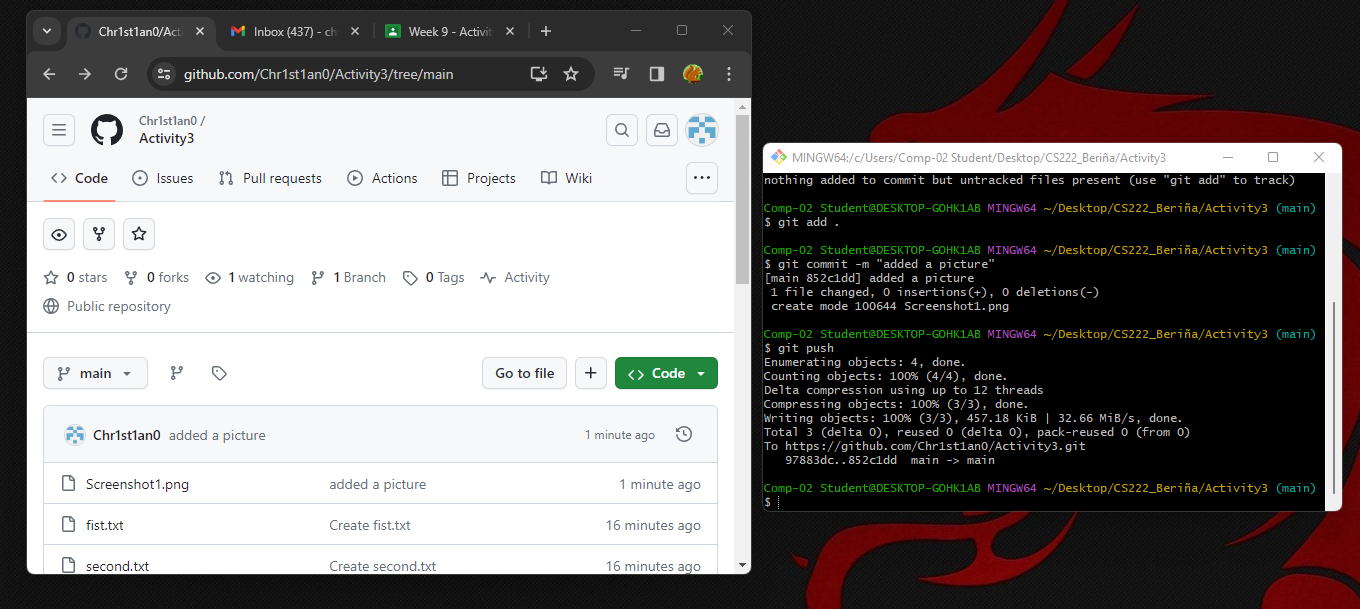 Chr1st1an0/Acti
Inbox (437) - ch
Week 9 - Activit
github.com/Chr1st1an0/Activity3/tree/main
Chr1st1an0 /
Activity3
Code
Issues
Pull requests
Actions
Projects
Wiki
0 stars
0 forks
1 watching
1 Branch
0 Tags
Activity
Public repository
main
Go to file
Code
Chr1st1an0 added a picture 1 minute ago
Screenshot1.png added a picture 1 minute ago
fist.txt Create fist.txt 16 minutes ago
second.txt Create second.txt 16 minutes ago
MINGW64:/c/Users/Comp-02 Student/Desktop/CS222_Beriña/Activity3
nothing added to commit but untracked files present (use "git add" to track)
Comp-02 Student@DESKTOP-GOHK1AB MINGW64 ~/Desktop/CS222_Beriña/Activity3 (main)
$ git add .
Comp-02 Student@DESKTOP-GOHK1AB MINGW64 ~/Desktop/CS222_Beriña/Activity3 (main)
$ git commit -m "added a picture"
[main 852c1dd] added a picture
1 file changed, 0 insertions(+), 0 deletions(-)
create mode 100644 Screenshot1.png
Comp-02 Student@DESKTOP-GOHK1AB MINGW64 ~/Desktop/CS222_Beriña/Activity3 (main)
$ git push
Enumerating objects: 4, done.
Counting objects: 100% (4/4), done.
Delta compression using up to 12 threads
Compressing objects: 100% (3/3), done.
Writing objects: 100% (3/3), 457.18 KiB | 32.66 MiB/s, done.
Total 3 (delta 0), reused 0 (delta 0), pack-reused 0 (from 0)
To https://github.com/Chr1st1an0/Activity3.git
97883dc..852c1dd main -> main
Comp-02 Student@DESKTOP-GOHK1AB MINGW64 ~/Desktop/CS222_Beriña/Activity3 (main)
$